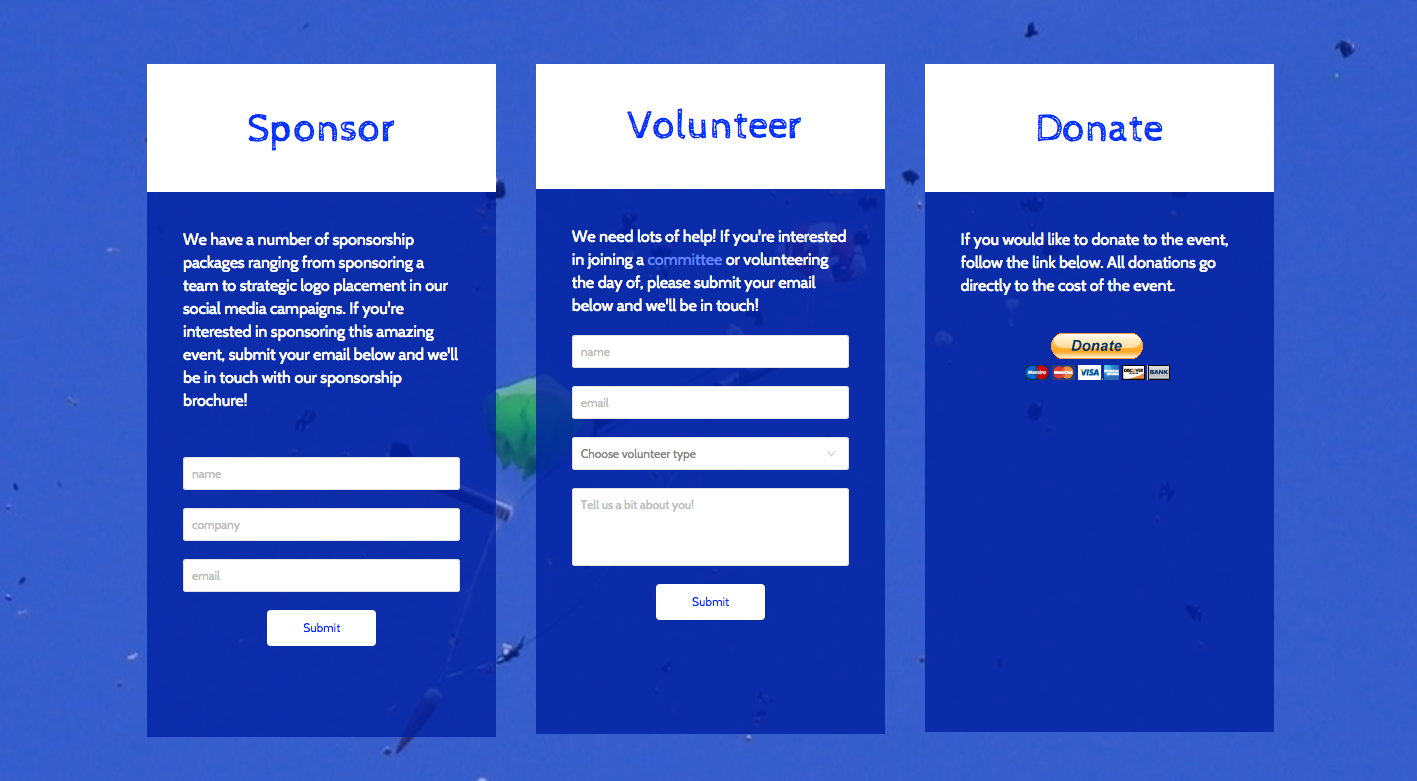 Sponsor
We have a number of sponsorship
packages ranging from sponsoring a
team to strategic logo placement in our
social media campaigns. If you're
interested in sponsoring this amazing
event, submit your email below and we'll
be in touch with our sponsorship
brochure!
name
company
email
Submit
Volunteer
We need lots of help! If you're interested
in joining a committee or volunteering
the day of, please submit your email
below and we'll be in touch!
name
email
Choose volunteer type
Tell us a bit about you!
Submit
Donate
If you would like to donate to the event,
follow the link below. All donations go
directly to the cost of the event.
Donate
Maestro MasterCard VISA DISCOVER BANK